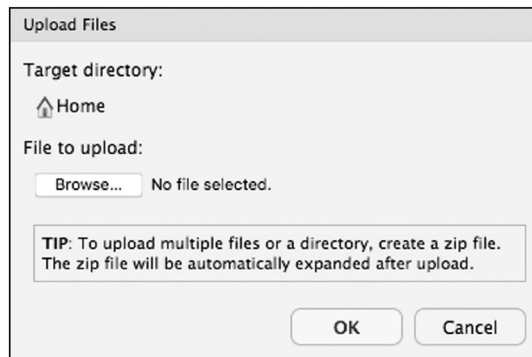 Upload Files
Target directory:
Home
File to upload:
Browse... No file selected.
TIP: To upload multiple files or a directory, create a zip file.
The zip file will be automatically expanded after upload.
OK Cancel